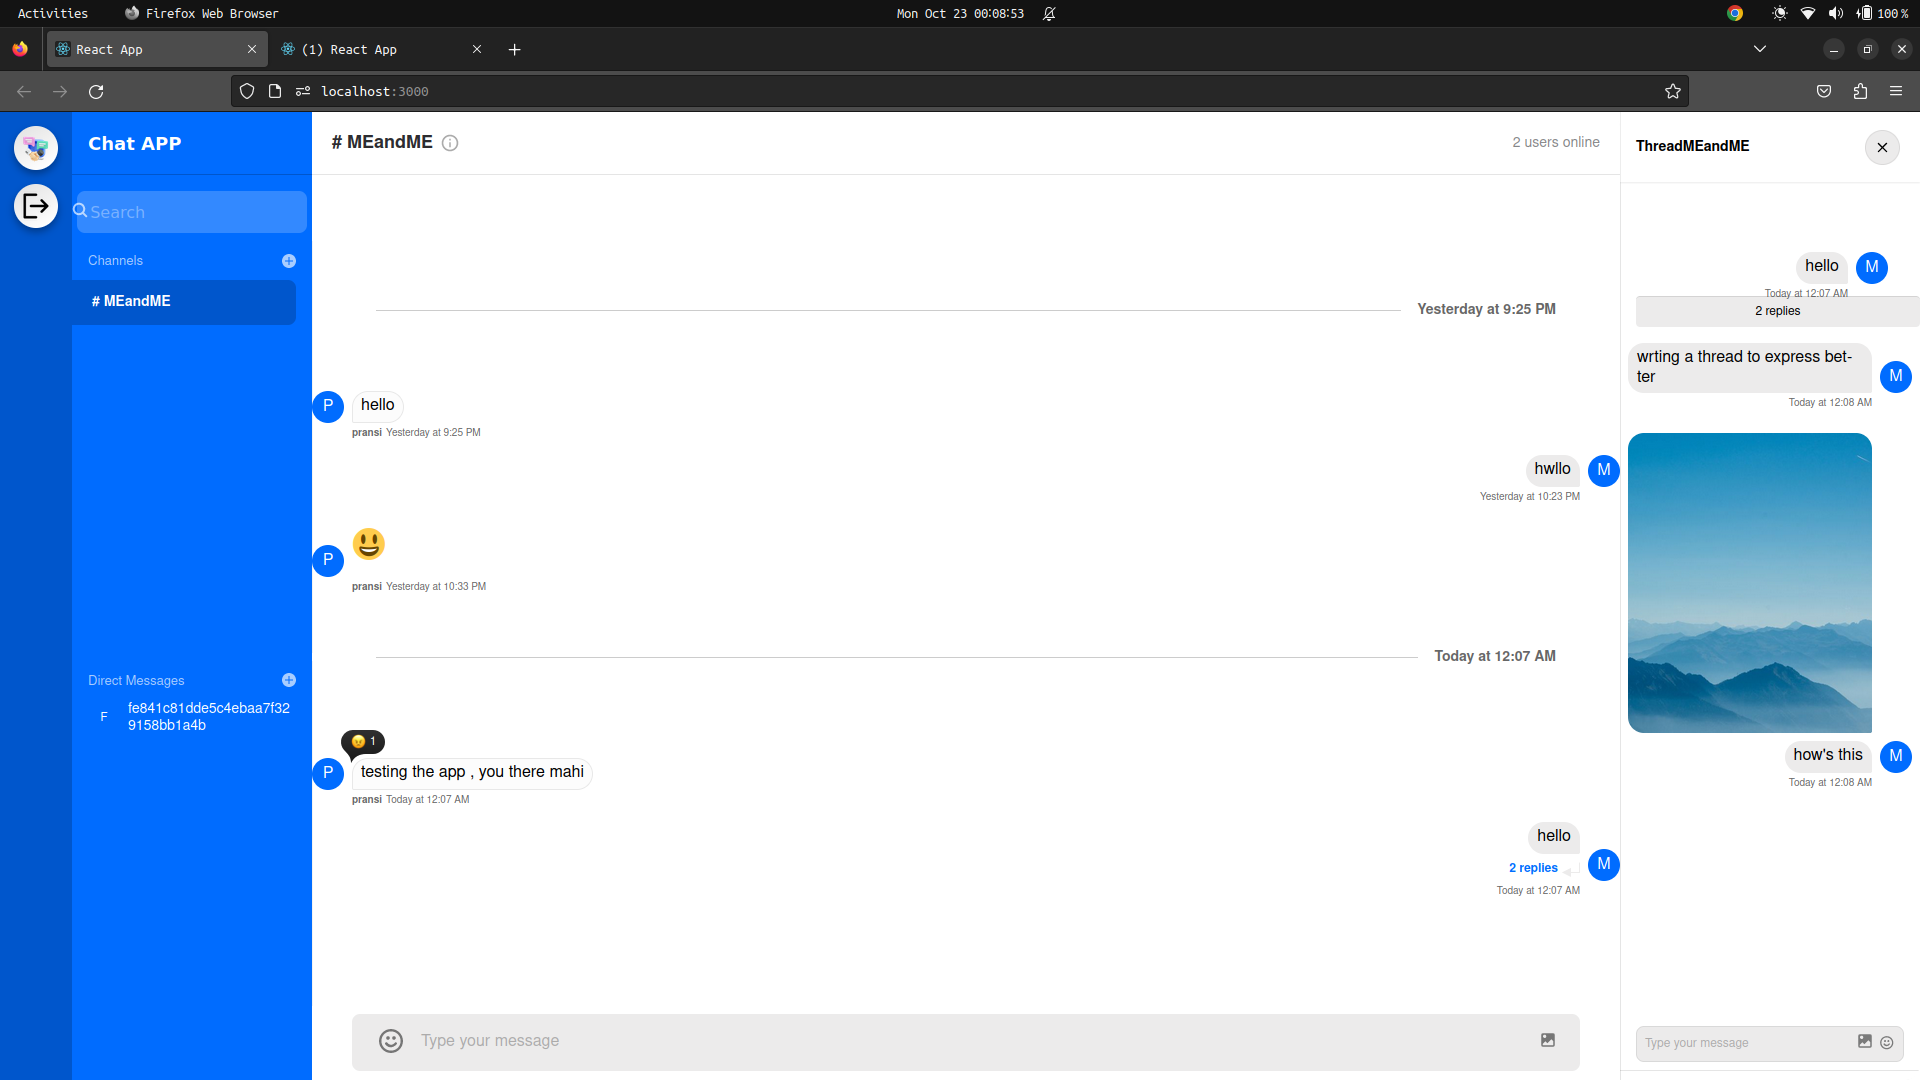 Activities
Firefox Web Browser
Mon Oct 23 00:08:53
100 %
React App
(1) React App
localhost:3000
Chat APP
Search
Channels
# MEandME
Direct Messages
F
fe841c81dde5c4ebaa7f32
9158bb1a4b
# MEandME
2 users online
Yesterday at 9:25 PM
P
hello
pransi Yesterday at 9:25 PM
hwllo
M
Yesterday at 10:23 PM
P
pransi Yesterday at 10:33 PM
Today at 12:07 AM
1
P
testing the app , you there mahi
pransi Today at 12:07 AM
hello
2 replies
M
Today at 12:07 AM
Type your message
ThreadMEandME
hello
M
Today at 12:07 AM
2 replies
wrting a thread to express bet-
ter
M
Today at 12:08 AM
how's this
M
Today at 12:08 AM
Type your message